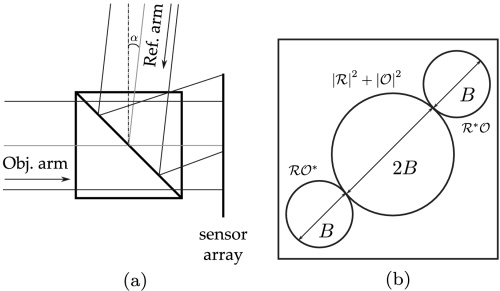 α
Ref. arm
Obj. arm
sensor
array
(a)
|ℛ|² + |𝒪|²
B
ℛ*𝒪
2B
ℛ𝒪*
B
(b)